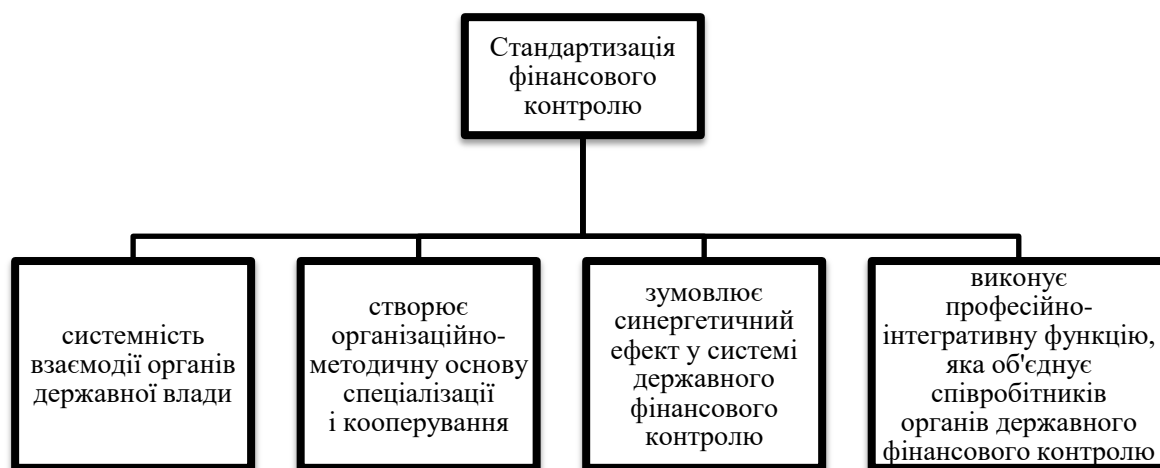 Стандартизація
фінансового
контролю
системність
взаємодії органів
державної влади
створює
організаційно-
методичну основу
спеціалізації
і кооперування
зумовлює
синергетичний
ефект у системі
державного
фінансового
контролю
виконує
професійно-
інтегративну функцію,
яка об'єднує
співробітників
органів державного
фінансового контролю